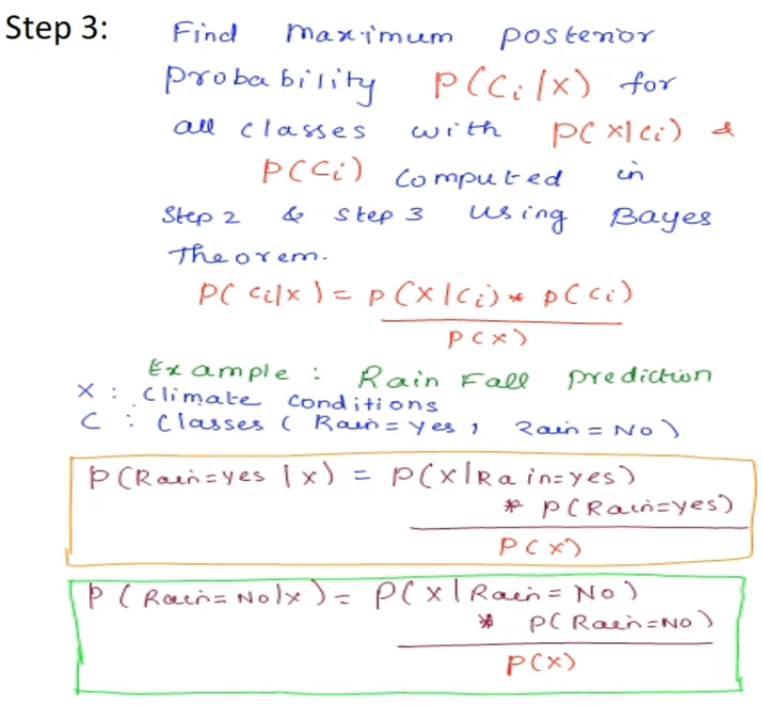 Step 3: Find maximum posterior
probability P(Ci/x) for
all classes with P(x|Ci) &
P(Ci) computed in
Step 2 & step 3 using Bayes
Theorem.
P(Ci|x) = P(X|Ci) * P(Ci)
P(x)
Example : Rain Fall prediction
X : Climate conditions
C : Classes ( Rain = yes , Rain = No )
P(Rain=yes | x) = P(x|Rain=yes)
* P(Rain=yes)
P(x)
P (Rain= No|x ) = P(x | Rain = No )
* P( Rain=No )
P(x)